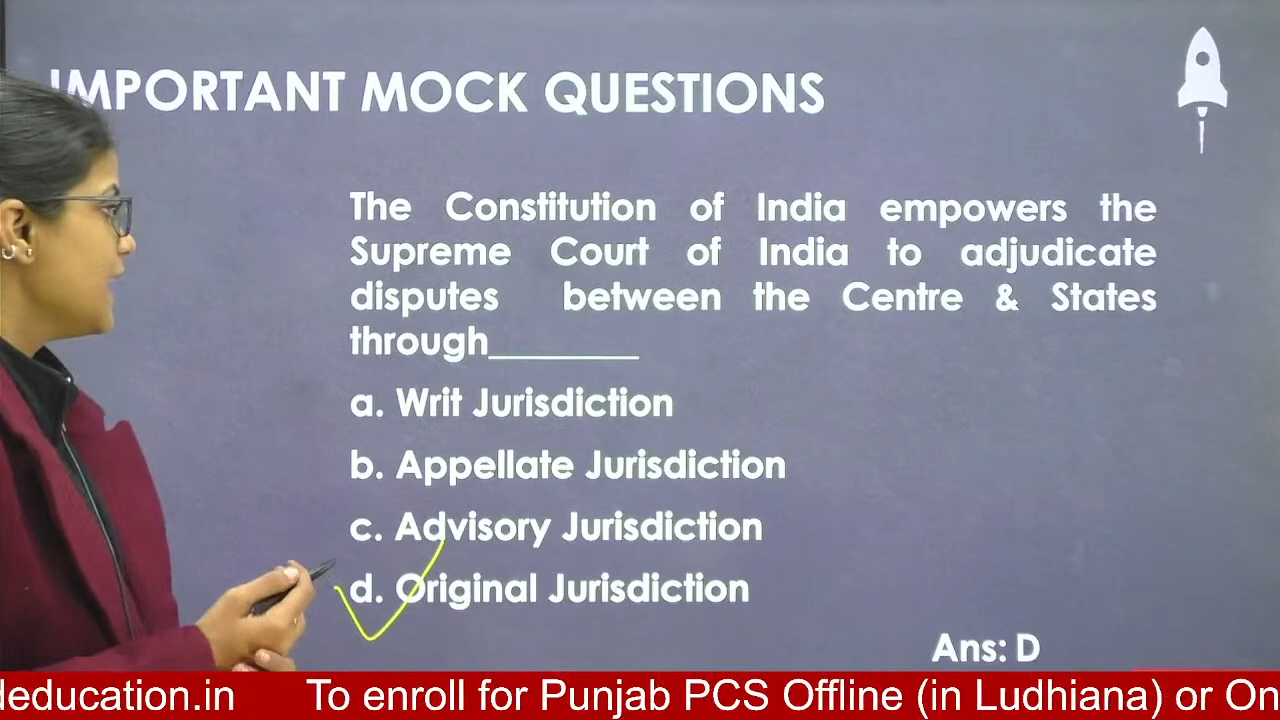 IMPORTANT MOCK QUESTIONS
The Constitution of India empowers the
Supreme Court of India to adjudicate
disputes between the Centre & States
through________
a. Writ Jurisdiction
b. Appellate Jurisdiction
c. Advisory Jurisdiction
d. Original Jurisdiction
Ans: D
deducation.in To enroll for Punjab PCS Offline (in Ludhiana) or On